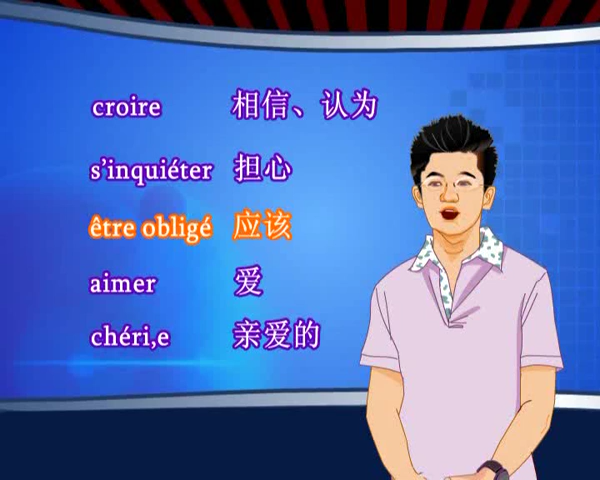 croire 相信、认为
s'inquiéter 担心
être obligé 应该
aimer 爱
chéri,e 亲爱的